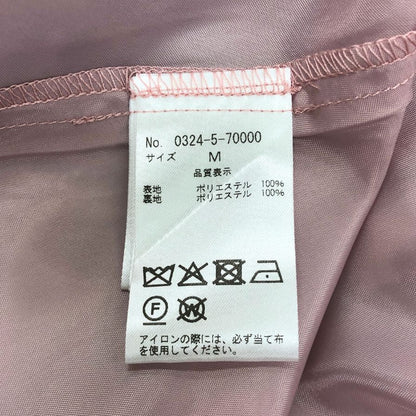 No. 0324-5-70000
サイズ M
品質表示
表地 ポリエステル 100%
裏地 ポリエステル 100%
F
W
アイロンの際には、必ず当て布
を使用してください。